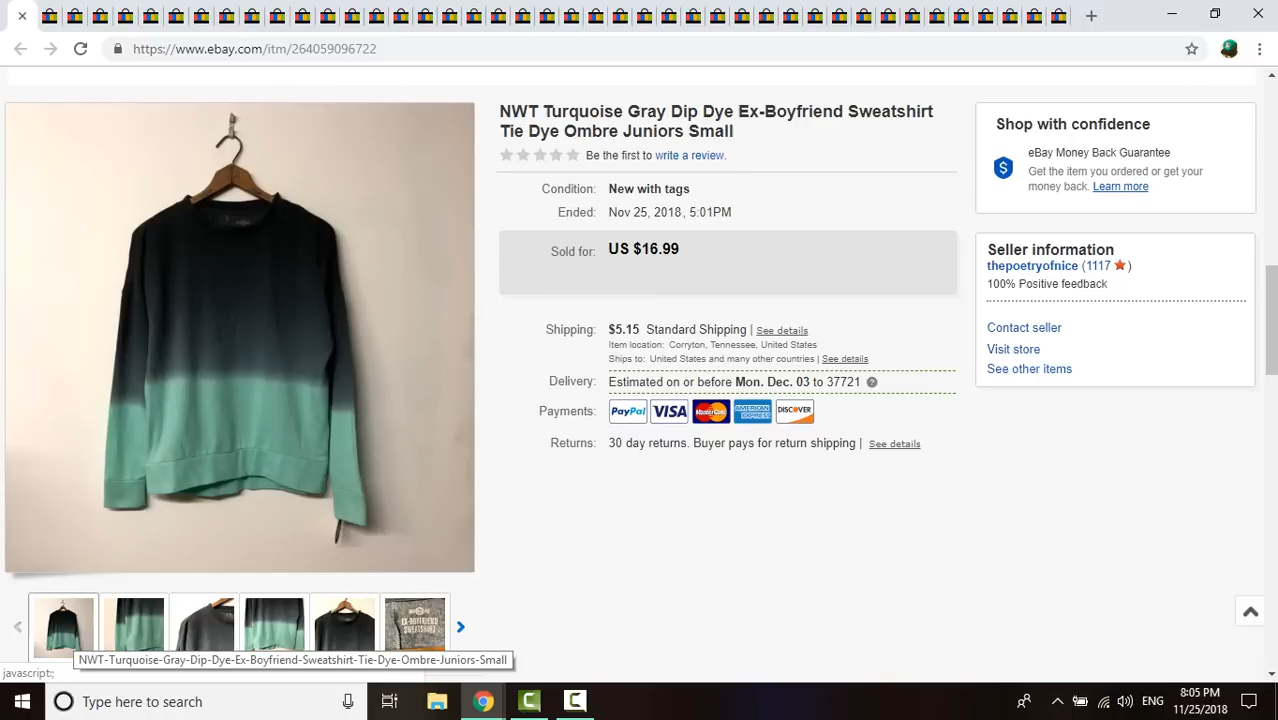 https://www.ebay.com/itm/264059096722
NWT Turquoise Gray Dip Dye Ex-Boyfriend Sweatshirt
Tie Dye Ombre Juniors Small
Be the first to write a review.
Condition: New with tags
Ended: Nov 25, 2018, 5:01PM
Sold for: US $16.99
Shipping: $5.15 Standard Shipping | See details
Item location: Corryton, Tennessee, United States
Ships to: United States and many other countries | See details
Delivery: Estimated on or before Mon. Dec. 03 to 37721 ?
Payments: PayPal VISA MasterCard AMERICAN EXPRESS DISCOVER
Returns: 30 day returns. Buyer pays for return shipping | See details
Shop with confidence
eBay Money Back Guarantee
Get the item you ordered or get your
money back. Learn more
Seller information
thepoetryofnice (1117 )
100% Positive feedback
Contact seller
Visit store
See other items
EX-BOYFRIEND
SWEATSHIRT
NWT-Turquoise-Gray-Dip-Dye-Ex-Boyfriend-Sweatshirt-Tie-Dye-Ombre-Juniors-Small
javascript:;
Type here to search
ENG
8:05 PM
11/25/2018